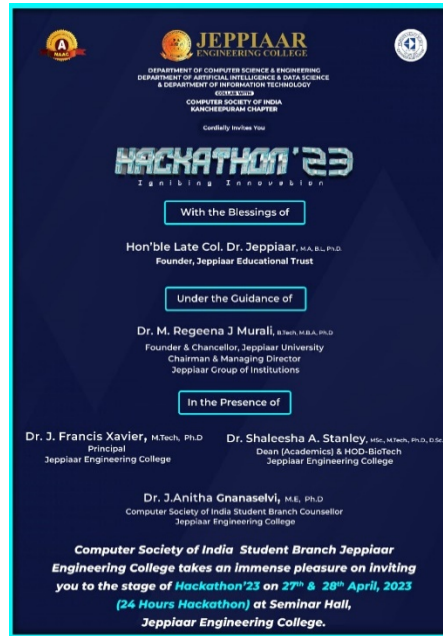 A
NAAC
JEPPIAAR
ENGINEERING COLLEGE
DEPARTMENT OF COMPUTER SCIENCE & ENGINEERING
DEPARTMENT OF ARTIFICIAL INTELLIGENCE & DATA SCIENCE
& DEPARTMENT OF INFORMATION TECHNOLOGY
COLLAB WITH
COMPUTER SOCIETY OF INDIA
KANCHEEPURAM CHAPTER
Cordially Invites You
HACKATHON'23
Igniting Innovation
With the Blessings of
Hon'ble Late Col. Dr. Jeppiaar, M.A, B.L, Ph.D.
Founder, Jeppiaar Educational Trust
Under the Guidance of
Dr. M. Regeena J Murali, B.Tech, M.B.A, Ph.D
Founder & Chancellor, Jeppiaar University
Chairman & Managing Director
Jeppiaar Group of Institutions
In the Presence of
Dr. J. Francis Xavier, M.Tech, Ph.D
Principal
Jeppiaar Engineering College
Dr. Shaleesha A. Stanley, MSc., M.Tech, Ph.D., D.Sc.
Dean (Academics) & HOD-BioTech
Jeppiaar Engineering College
Dr. J.Anitha Gnanaselvi, M.E, Ph.D
Computer Society of India Student Branch Counsellor
Jeppiaar Engineering College
Computer Society of India Student Branch Jeppiaar
Engineering College takes an immense pleasure on inviting
you to the stage of Hackathon'23 on 27th & 28th April, 2023
(24 Hours Hackathon) at Seminar Hall,
Jeppiaar Engineering College.